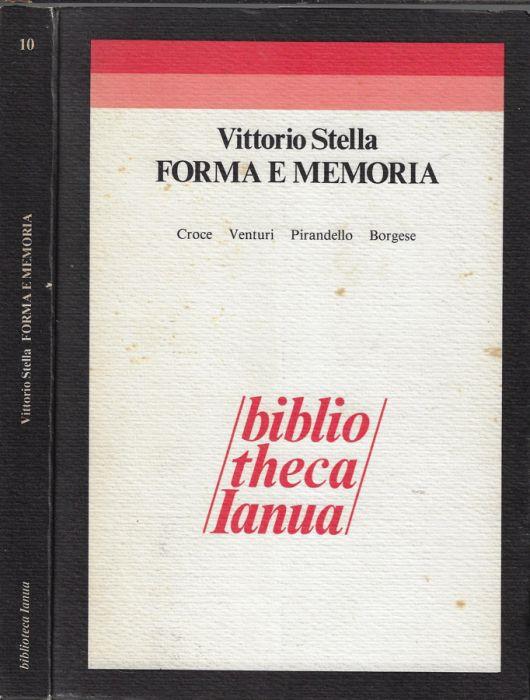 10
Vittorio Stella FORMA E MEMORIA
biblioteca Ianua
Vittorio Stella
FORMA E MEMORIA
Croce Venturi Pirandello Borgese
biblio
theca
Ianua